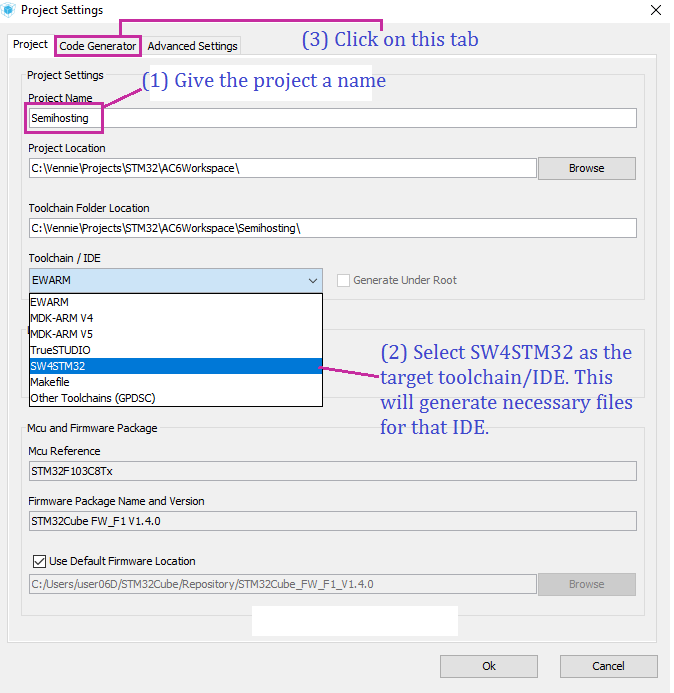 Project Settings
Project Code Generator Advanced Settings
(3) Click on this tab
Project Settings
(1) Give the project a name
Project Name
Semihosting
Project Location
C:\Vennie\Projects\STM32\AC6Workspace\
Browse
Toolchain Folder Location
C:\Vennie\Projects\STM32\AC6Workspace\Semihosting\
Toolchain / IDE
EWARM
Generate Under Root
EWARM
MDK-ARM V4
MDK-ARM V5
TrueSTUDIO
SW4STM32
Makefile
Other Toolchains (GPDSC)
(2) Select SW4STM32 as the
target toolchain/IDE. This
will generate necessary files
for that IDE.
Mcu and Firmware Package
Mcu Reference
STM32F103C8Tx
Firmware Package Name and Version
STM32Cube FW_F1 V1.4.0
Use Default Firmware Location
C:/Users/user06D/STM32Cube/Repository/STM32Cube_FW_F1_V1.4.0
Browse
Ok Cancel